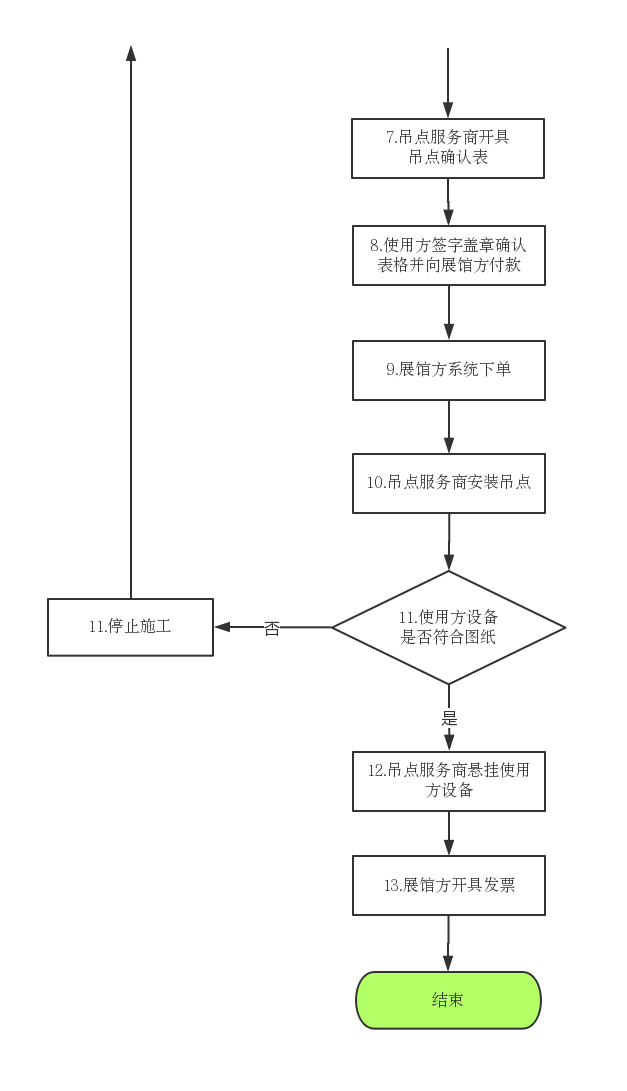 7.吊点服务商开具
吊点确认表
8.使用方签字盖章确认
表格并向展馆方付款
9.展馆方系统下单
10.吊点服务商安装吊点
11.使用方设备
是否符合图纸
否
11.停止施工
是
12.吊点服务商悬挂使用
方设备
13.展馆方开具发票
结束